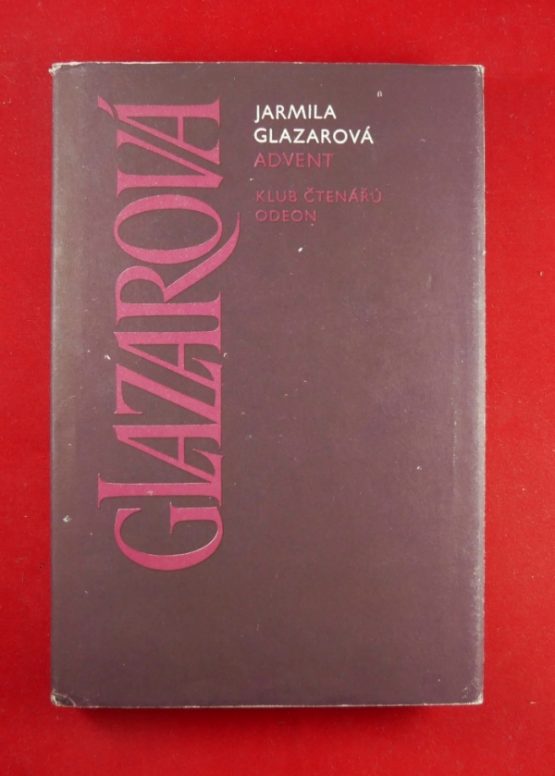 GLAZAROVÁ
JARMILA
GLAZAROVÁ
ADVENT
KLUB ČTENÁŘŮ
ODEON